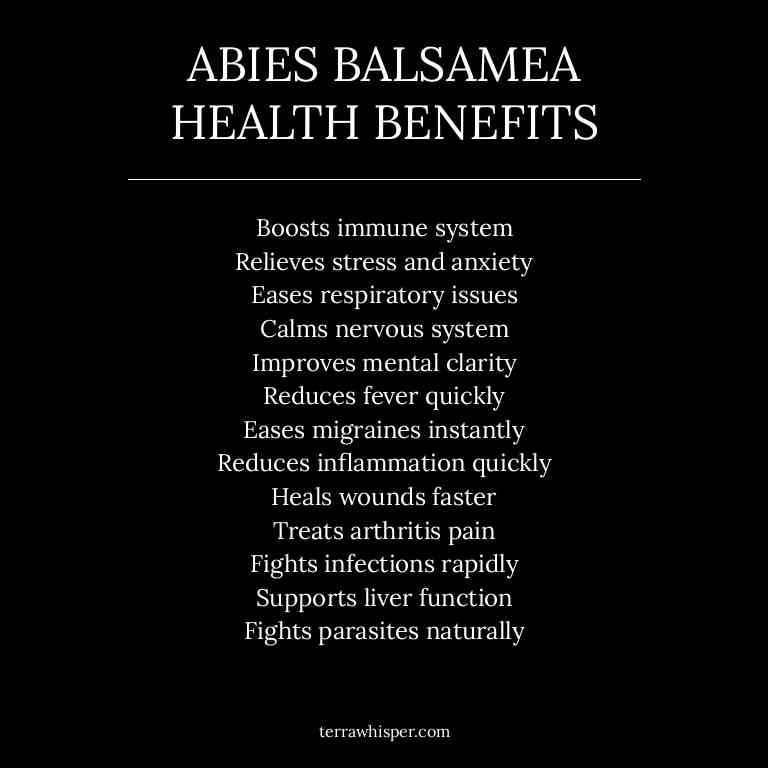 ABIES BALSAMEA
HEALTH BENEFITS
Boosts immune system
Relieves stress and anxiety
Eases respiratory issues
Calms nervous system
Improves mental clarity
Reduces fever quickly
Eases migraines instantly
Reduces inflammation quickly
Heals wounds faster
Treats arthritis pain
Fights infections rapidly
Supports liver function
Fights parasites naturally
terrawhisper.com